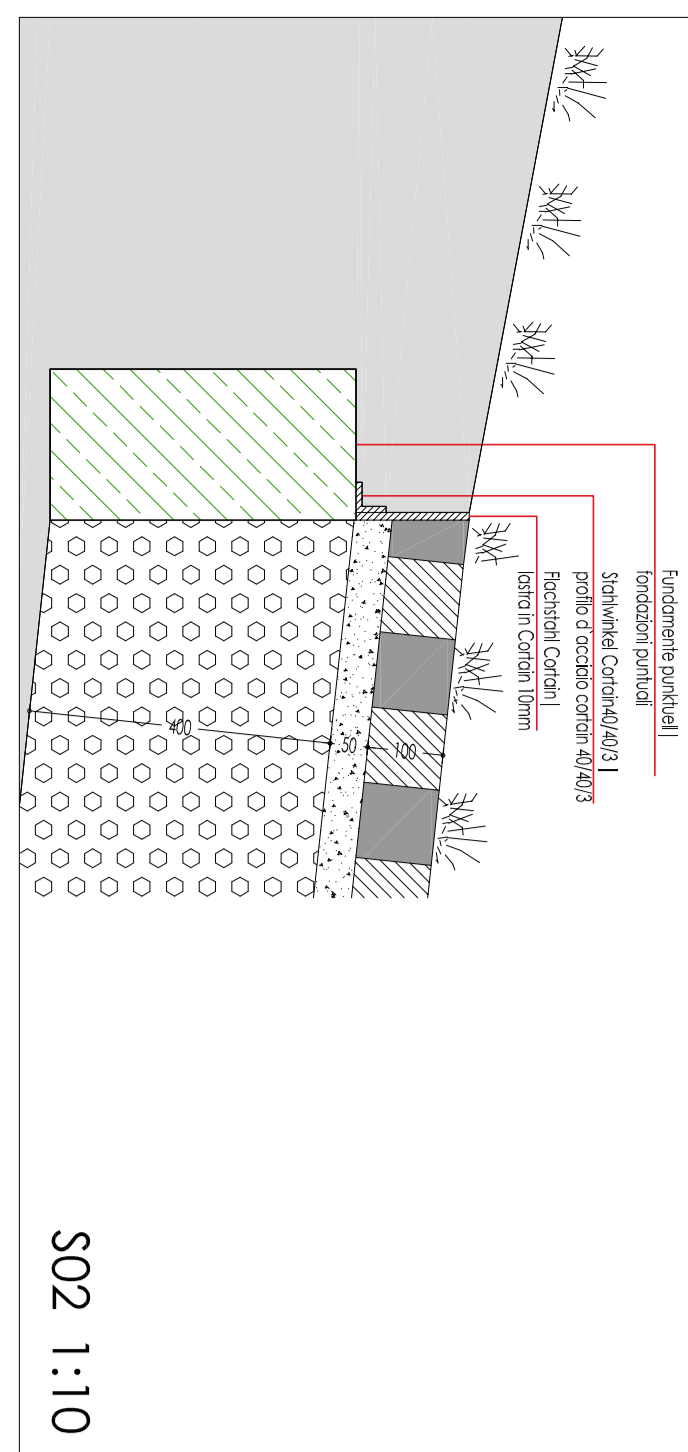 Fundamente punktuell |
fondazioni puntuali
Stahlwinkel Cortain40/40/3 |
profilo d`acciaio cortain 40/40/3
Flachstahl Cortain |
lastra in Cortain 10mm
400
50
100
S02 1:10